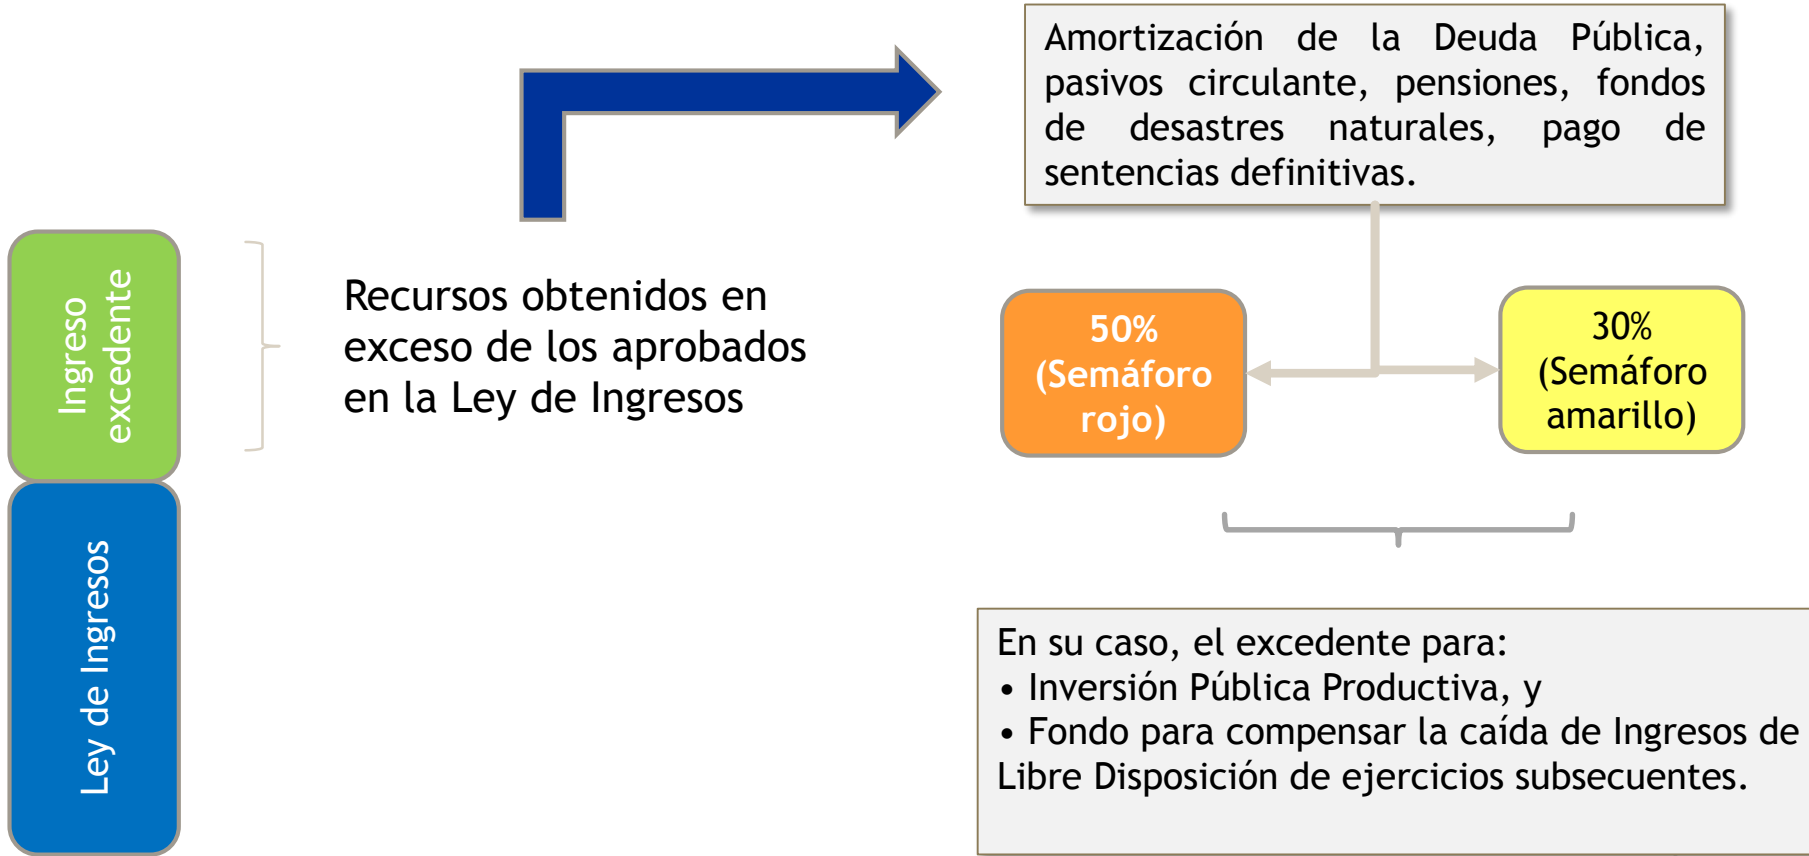 Amortización de la Deuda Pública,
pasivos circulante, pensiones, fondos
de desastres naturales, pago de
sentencias definitivas.
Ingreso
excedente
Recursos obtenidos en
exceso de los aprobados
en la Ley de Ingresos
50%
(Semáforo
rojo)
30%
(Semáforo
amarillo)
Ley de Ingresos
En su caso, el excedente para:
• Inversión Pública Productiva, y
• Fondo para compensar la caída de Ingresos de
Libre Disposición de ejercicios subsecuentes.